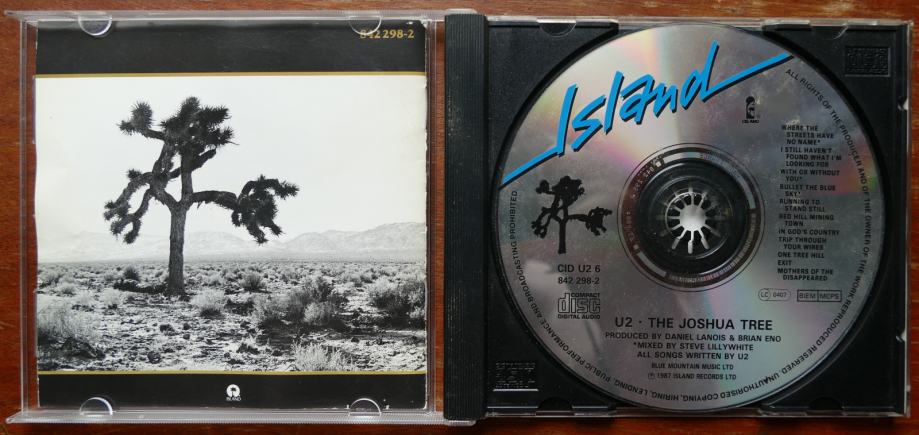 842 298-2
ISLAND
Island
ISLAND
ALL RIGHTS OF THE PRODUCER AND OF THE OWNER OF THE WORK REPRODUCED RESERVED. UNAUTHORISED COPYING, HIRING, LENDING, PUBLIC PERFORMANCE AND BROADCASTING PROHIBITED
WHERE THE
STREETS HAVE
NO NAME*
I STILL HAVEN'T
FOUND WHAT I'M
LOOKING FOR
WITH OR WITHOUT
YOU*
BULLET THE BLUE
SKY*
RUNNING TO
STAND STILL
RED HILL MINING
TOWN
IN GOD'S COUNTRY
TRIP THROUGH
YOUR WIRES
ONE TREE HILL
EXIT
MOTHERS OF THE
DISAPPEARED
CID U2 6
842 298-2
LC 0407
BIEM MCPS
COMPACT
disc
DIGITAL AUDIO
U2 · THE JOSHUA TREE
PRODUCED BY DANIEL LANOIS & BRIAN ENO
*MIXED BY STEVE LILLYWHITE
ALL SONGS WRITTEN BY U2
BLUE MOUNTAIN MUSIC LTD
℗ 1987 ISLAND RECORDS LTD